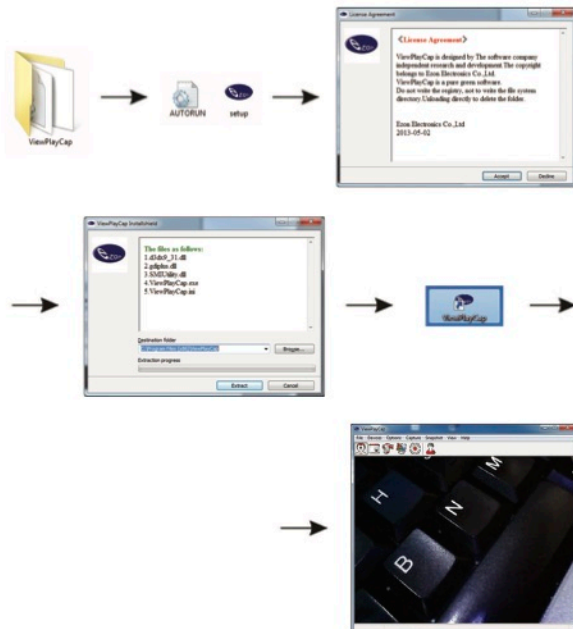 ViewPlayCap
AUTORUN
setup
License Agreement
《License Agreement》
ViewPlayCap is designed by The software company
independent research and development.The copyright
belongs to Ezon Electronics Co.,Ltd.
ViewPlayCap is a pure green software.
Do not write the registry, not to write the file system
directory.Unloading directly to delete the folder.
Ezon Electronics Co.,Ltd
2013-05-02
Accept
Decline
ViewPlayCap Installshield
The files as follows:
1.d3dx9_31.dll
2.gdiplus.dll
3.SMIUtility.dll
4.ViewPlayCap.exe
5.ViewPlayCap.ini
Destination folder
Browse...
Extraction progress
Extract
Cancel
ViewPlayCap
ViewPlayCap
File Devices Options Capture Snapshot View Help
H
N
M
B